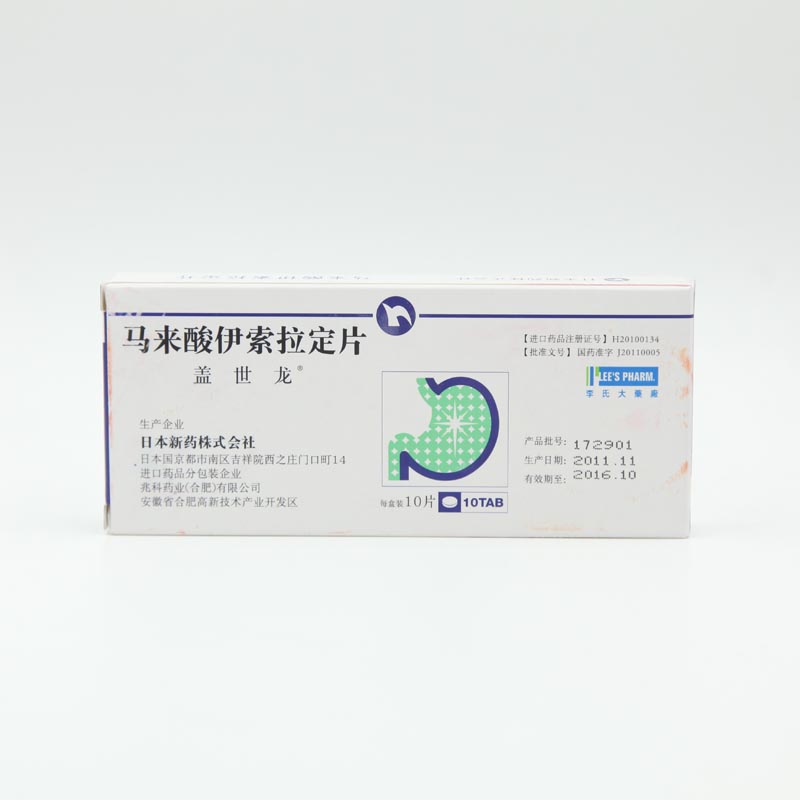 马来酸伊索拉定片
盖世龙®
【进口药品注册证号】H20100134
【批准文号】国药准字 J20110005
LEE'S PHARM.
李氏大藥廠
生产企业
日本新药株式会社
日本国京都市南区吉祥院西之庄门口町14
进口药品分包装企业
兆科药业(合肥)有限公司
安徽省合肥高新技术产业开发区
每盒装10片 10TAB
产品批号: 172901
生产日期: 2011.11
有效期至: 2016.10